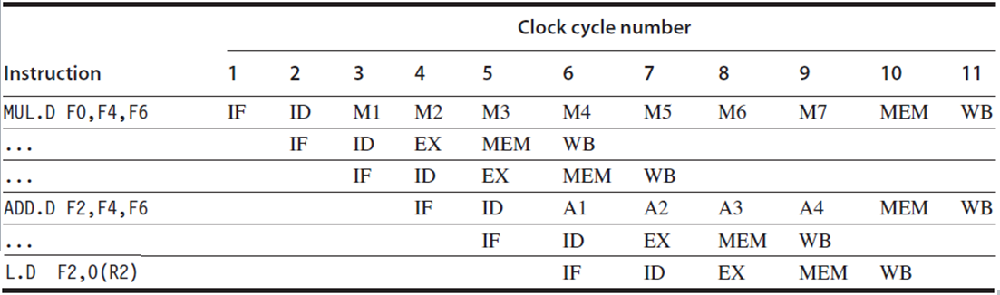 Clock cycle number
Instruction 1 2 3 4 5 6 7 8 9 10 11
MUL.D F0,F4,F6 IF ID M1 M2 M3 M4 M5 M6 M7 MEM WB
... IF ID EX MEM WB
... IF ID EX MEM WB
ADD.D F2,F4,F6 IF ID A1 A2 A3 A4 MEM WB
... IF ID EX MEM WB
L.D F2,0(R2) IF ID EX MEM WB